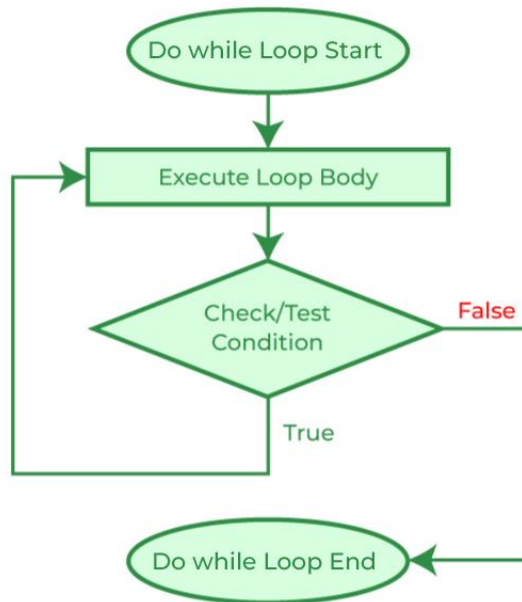 Do while Loop Start
Execute Loop Body
Check/Test
Condition
False
True
Do while Loop End